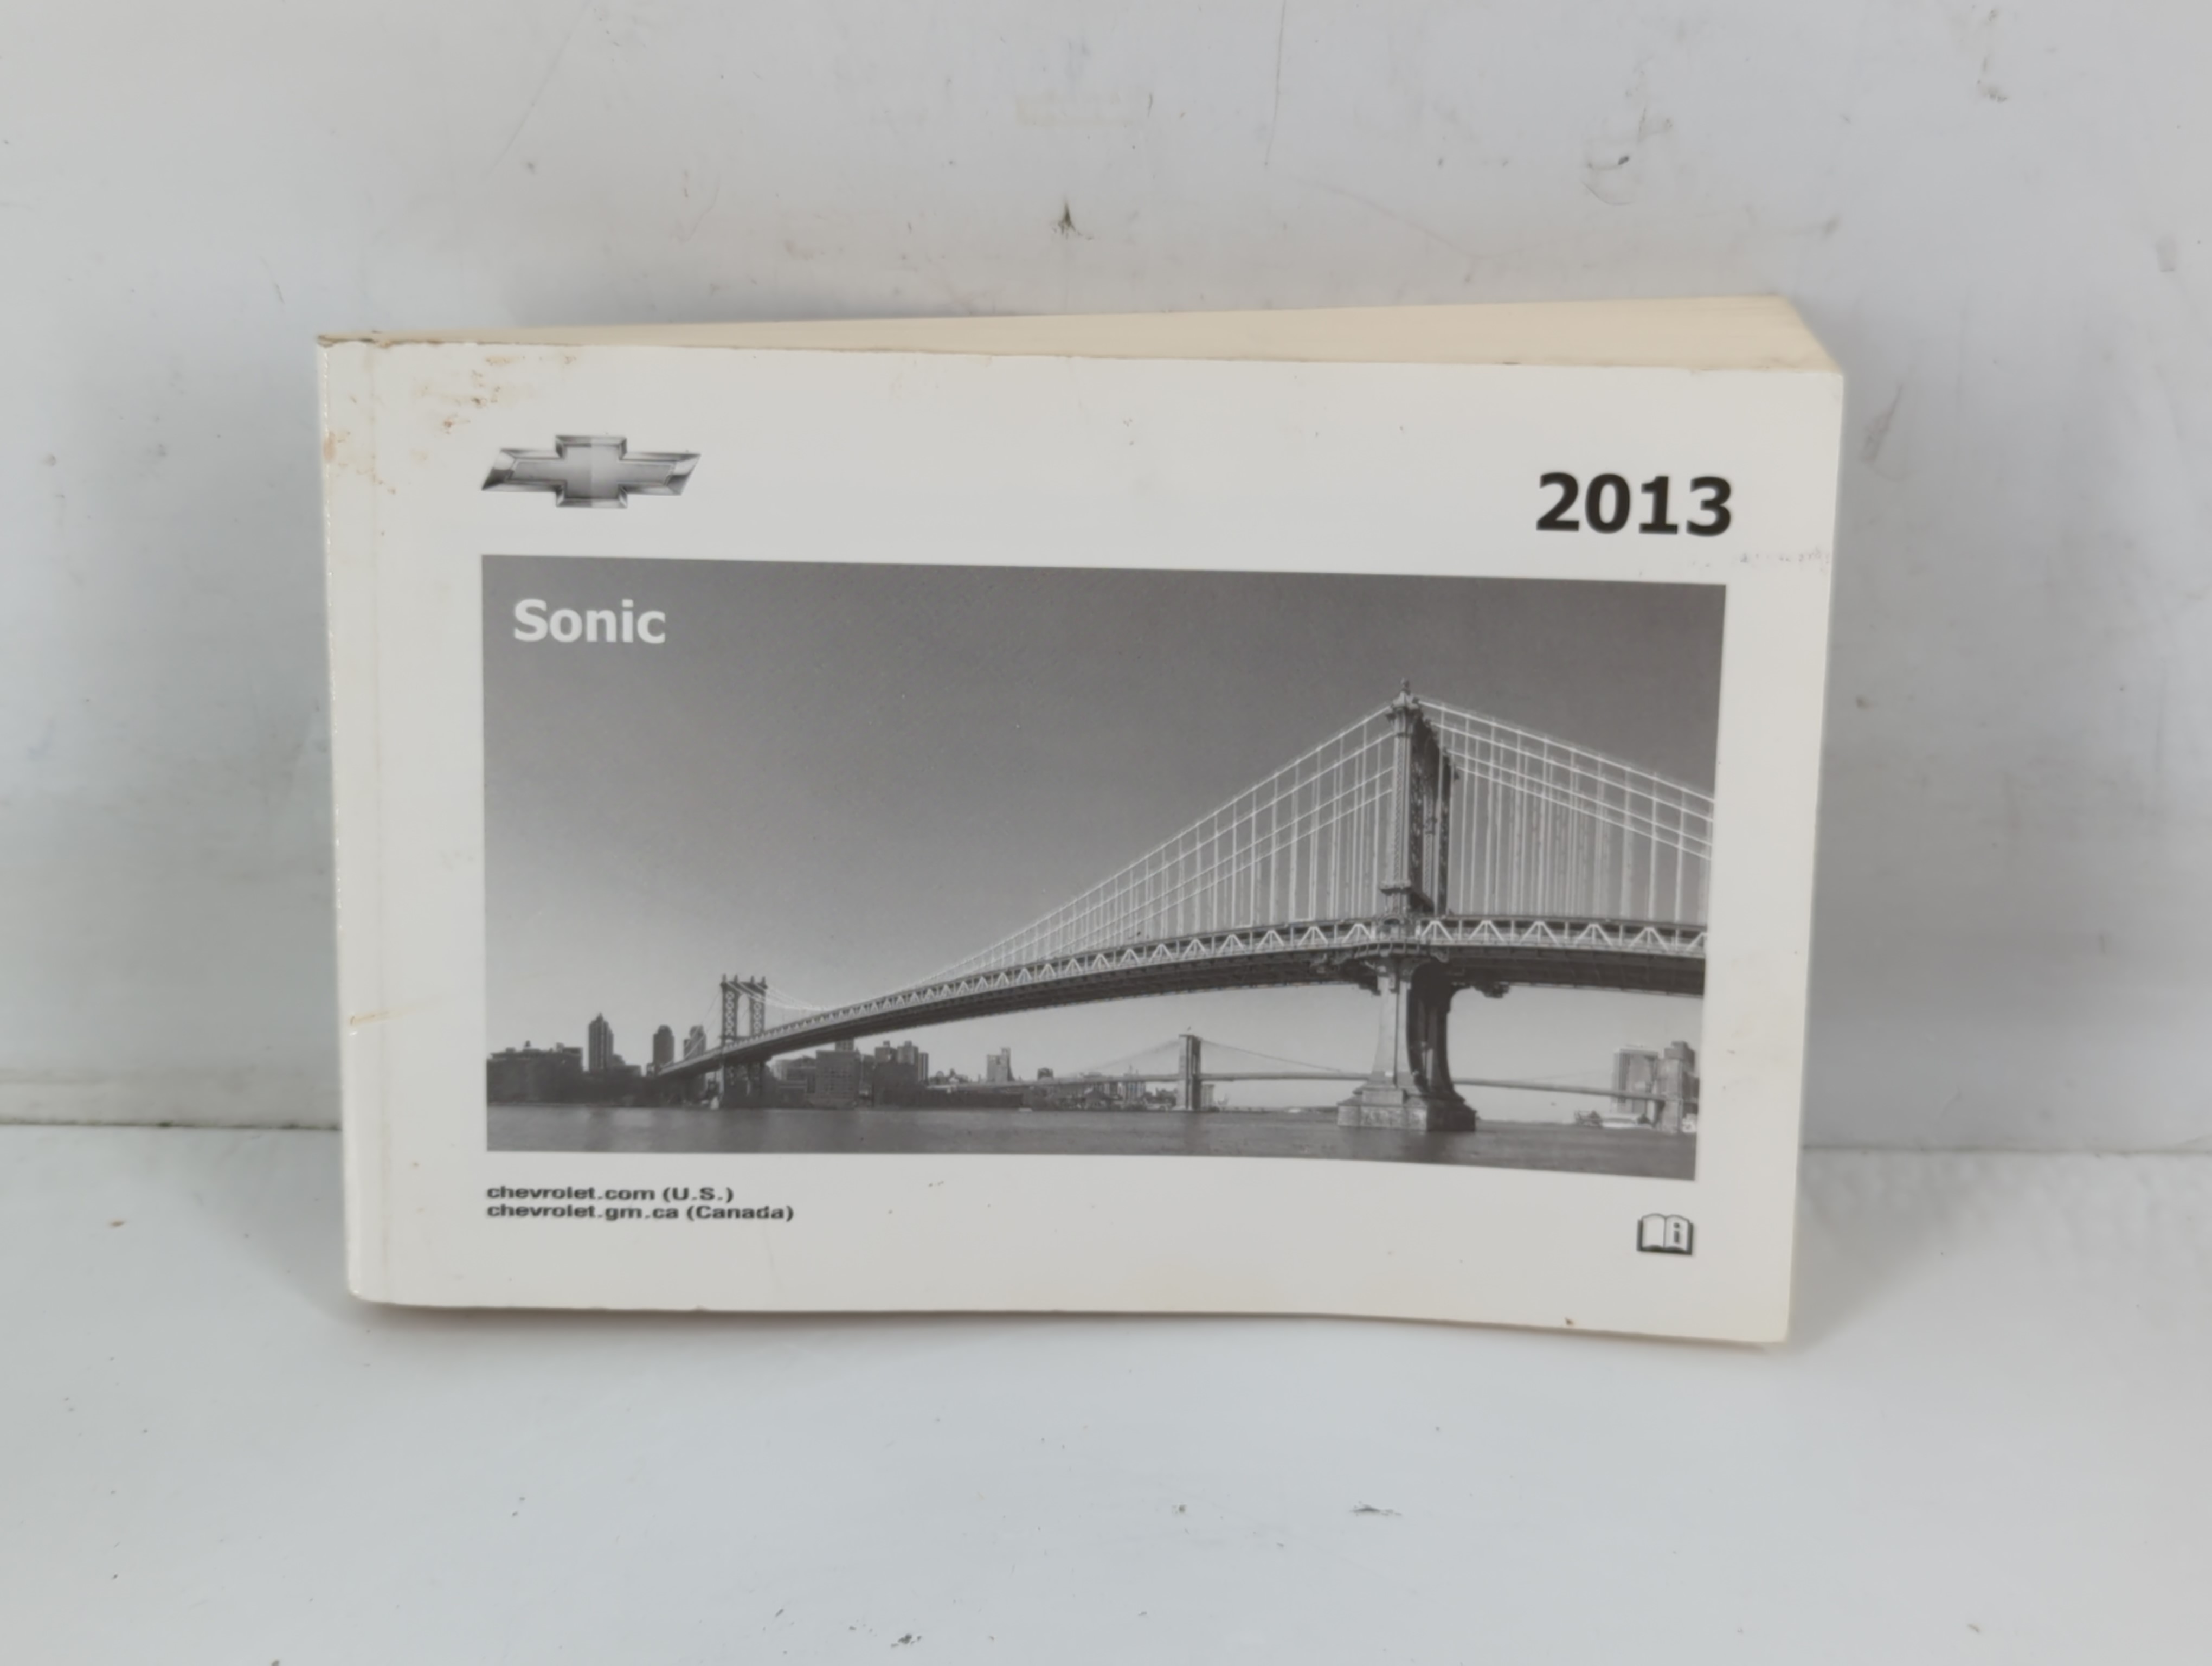 2013
Sonic
chevrolet.com (U.S.)
chevrolet.gm.ca (Canada)